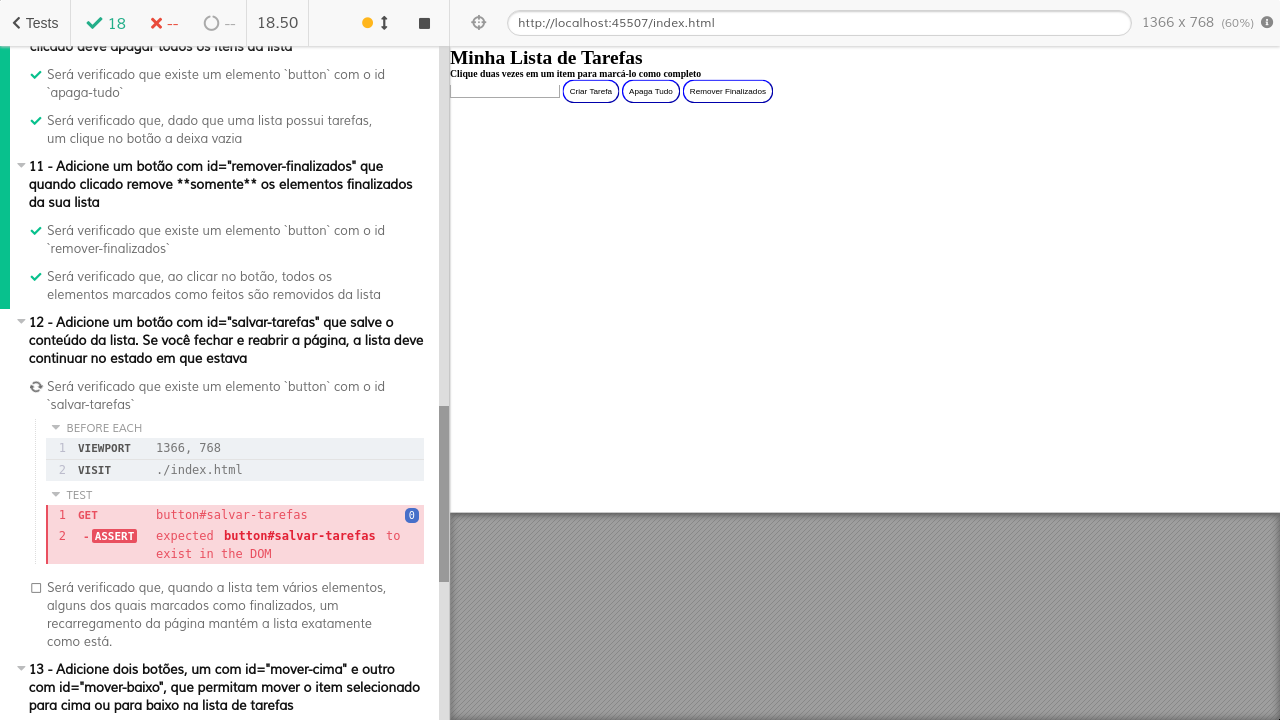 Tests
18
--
--
18.50
http://localhost:45507/index.html
1366 x 768 (60%)
clicado deve apagar todos os itens da lista
Será verificado que existe um elemento `button` com o id
`apaga-tudo`
Será verificado que, dado que uma lista possui tarefas,
um clique no botão a deixa vazia
11 - Adicione um botão com id="remover-finalizados" que
quando clicado remove **somente** os elementos finalizados
da sua lista
Será verificado que existe um elemento `button` com o id
`remover-finalizados`
Será verificado que, ao clicar no botão, todos os
elementos marcados como feitos são removidos da lista
12 - Adicione um botão com id="salvar-tarefas" que salve o
conteúdo da lista. Se você fechar e reabrir a página, a lista deve
continuar no estado em que estava
Será verificado que existe um elemento `button` com o id
`salvar-tarefas`
BEFORE EACH
1 VIEWPORT 1366, 768
2 VISIT ./index.html
TEST
1 GET button#salvar-tarefas 0
2 -ASSERT expected button#salvar-tarefas to
exist in the DOM
Será verificado que, quando a lista tem vários elementos,
alguns dos quais marcados como finalizados, um
recarregamento da página mantém a lista exatamente
como está.
13 - Adicione dois botões, um com id="mover-cima" e outro
com id="mover-baixo", que permitam mover o item selecionado
para cima ou para baixo na lista de tarefas
Minha Lista de Tarefas
Clique duas vezes em um item para marcá-lo como completo
Criar Tarefa
Apaga Tudo
Remover Finalizados